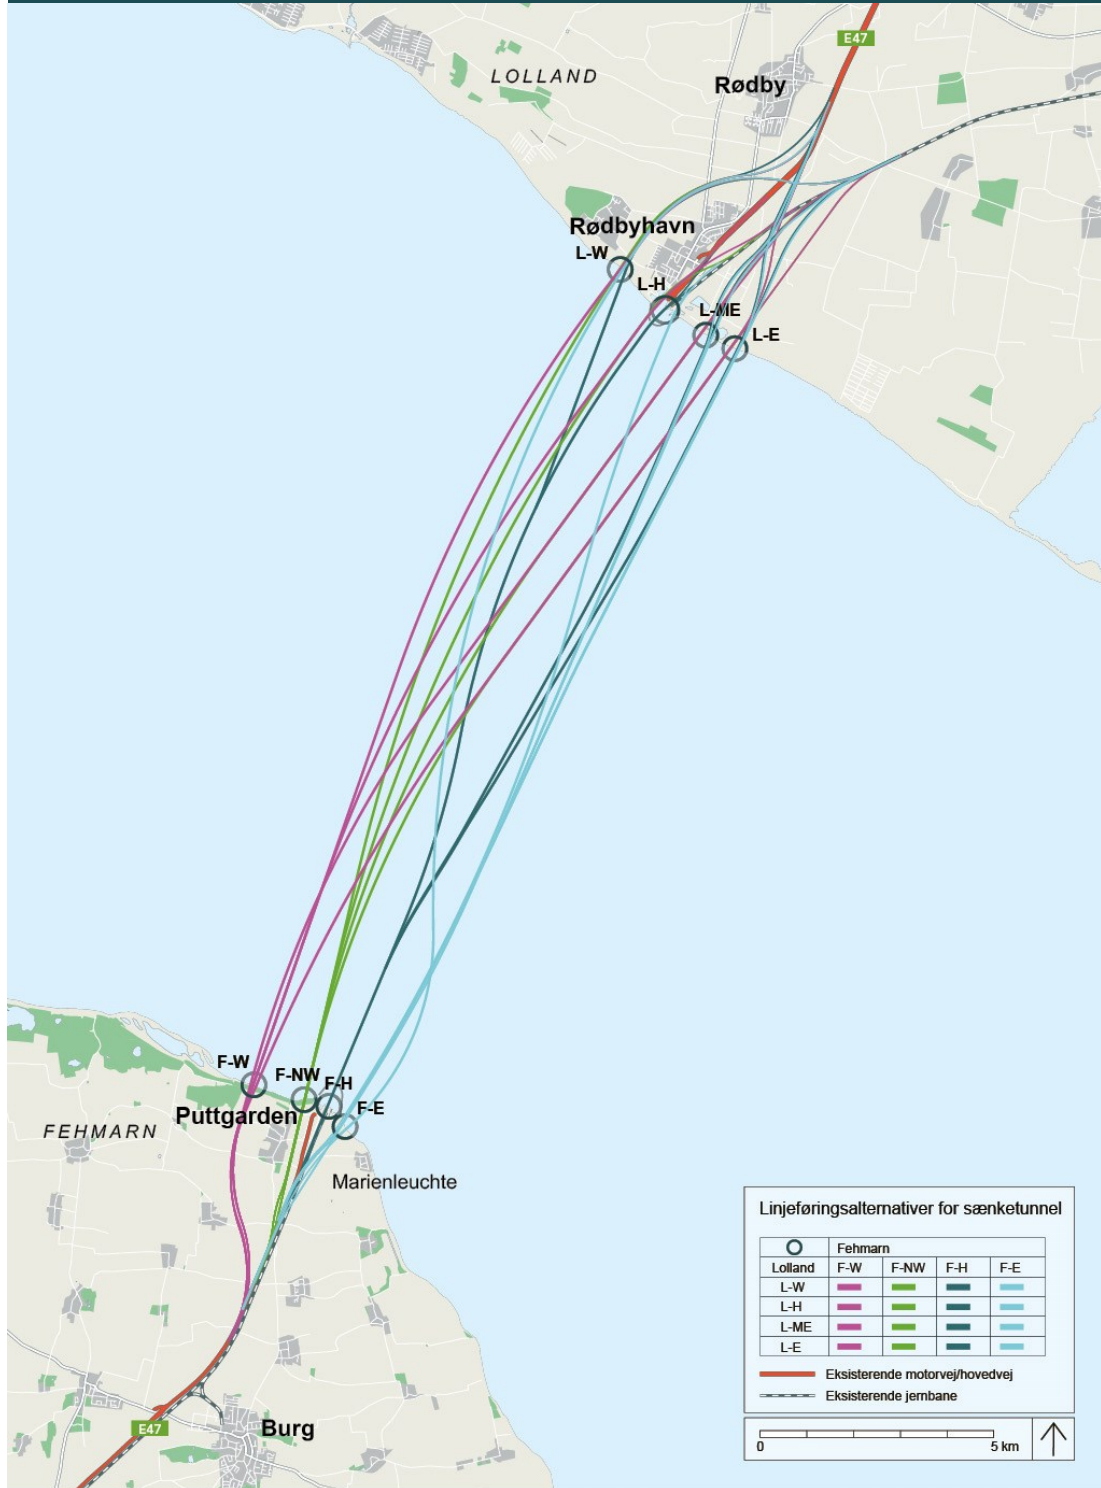 E47
LOLLAND
Rødby
Rødbyhavn
L-W
L-H
L-ME
L-E
F-W
F-NW
F-H
F-E
Puttgarden
FEHMARN
Marienleuchte
Linjeføringsalternativer for sænketunnel
Fehmarn
Lolland F-W F-NW F-H F-E
L-W
L-H
L-ME
L-E
Eksisterende motorvej/hovedvej
Eksisterende jernbane
E47
Burg
0 5 km